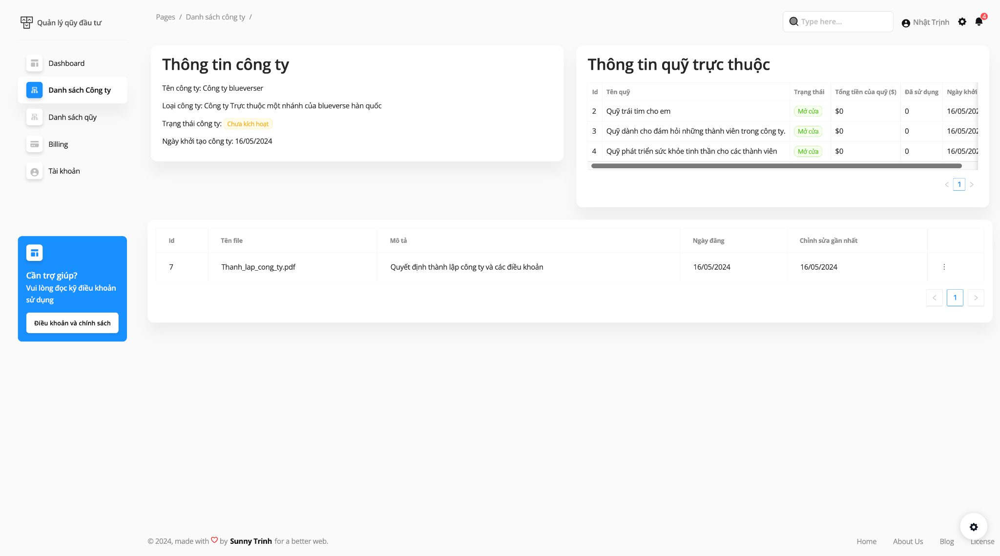 Quản lý qũy đầu tư
Dashboard
Danh sách Công ty
Danh sách qũy
Billing
Tài khoản
Cần trợ giúp?
Vui lòng đọc kỹ điều khoản
sử dụng
Điều khoản và chính sách
Pages / Danh sách công ty /
Type here...
Nhật Trịnh
4
Thông tin công ty
Tên công ty: Công ty blueverser
Loại công ty: Công ty Trực thuộc một nhánh của blueverse hàn quốc
Trạng thái công ty: Chưa kích hoạt
Ngày khởi tạo công ty: 16/05/2024
Thông tin quỹ trực thuộc
Id Tên quỹ Trạng thái Tổng tiền của quỹ ($) Đã sử dụng Ngày khởi
2 Quỹ trái tim cho em Mở cửa $0 0 16/05/202
3 Quỹ dành cho đám hỏi những thành viên trong công ty. Mở cửa $0 0 16/05/202
4 Quỹ phát triển sức khỏe tinh thần cho các thành viên Mở cửa $0 0 16/05/202
< 1 >
Id Tên file Mô tả Ngày đăng Chỉnh sửa gần nhất
7 Thanh_lap_cong_ty.pdf Quyết định thành lập công ty và các điều khoản 16/05/2024 16/05/2024
< 1 >
© 2024, made with by Sunny Trinh for a better web.
Home About Us Blog License